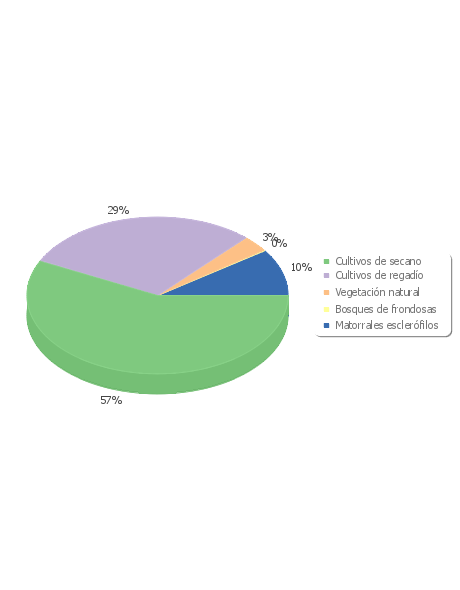 29%
3%
0%
10%
57%
Cultivos de secano
Cultivos de regadío
Vegetación natural
Bosques de frondosas
Matorrales esclerófilos